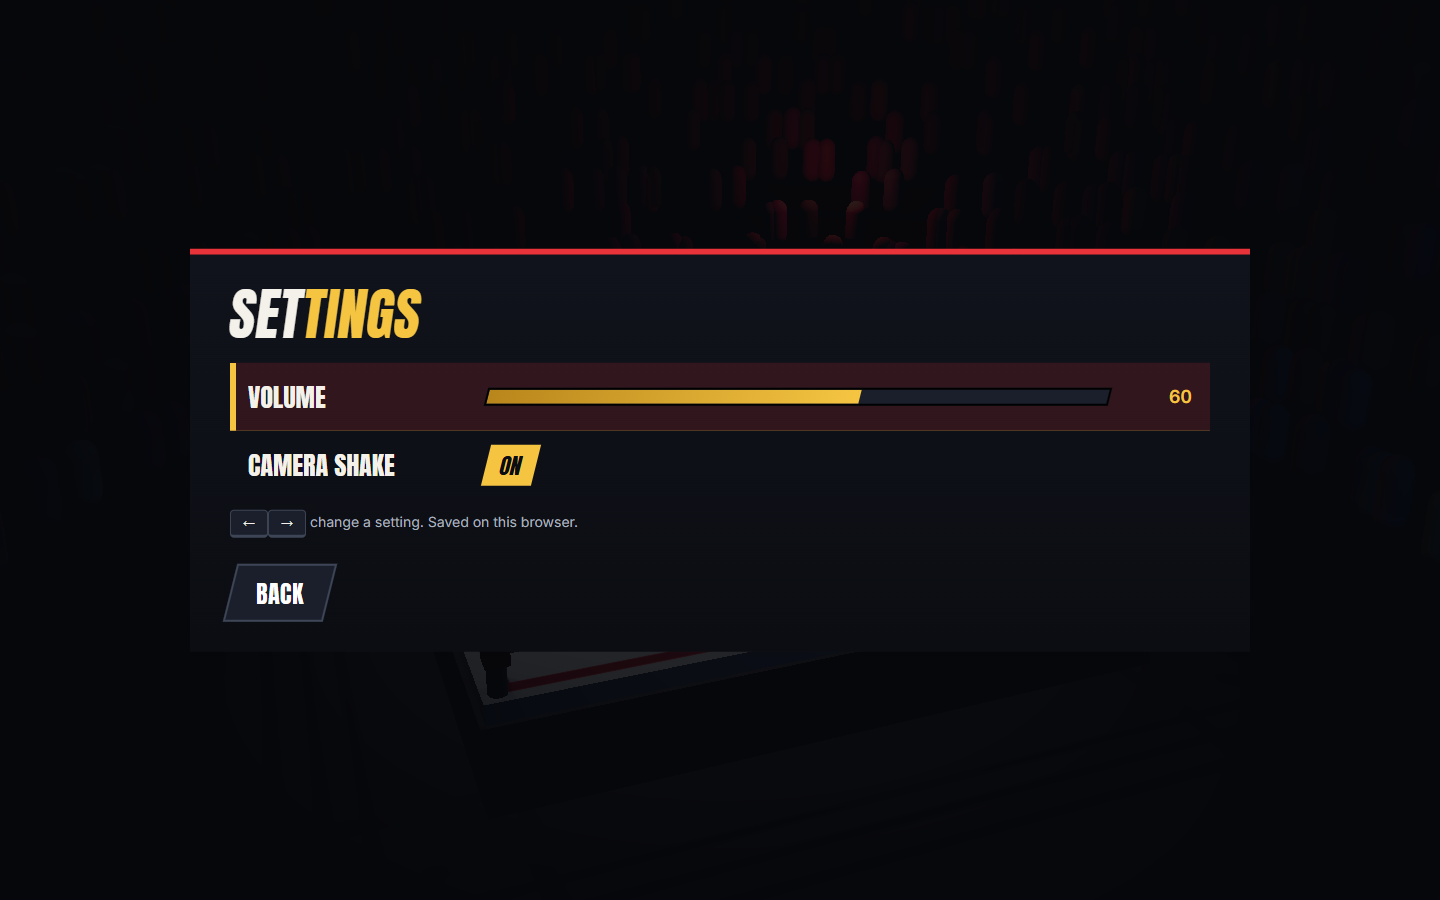 SETTINGS
VOLUME 60
CAMERA SHAKE ON
← → change a setting. Saved on this browser.
BACK